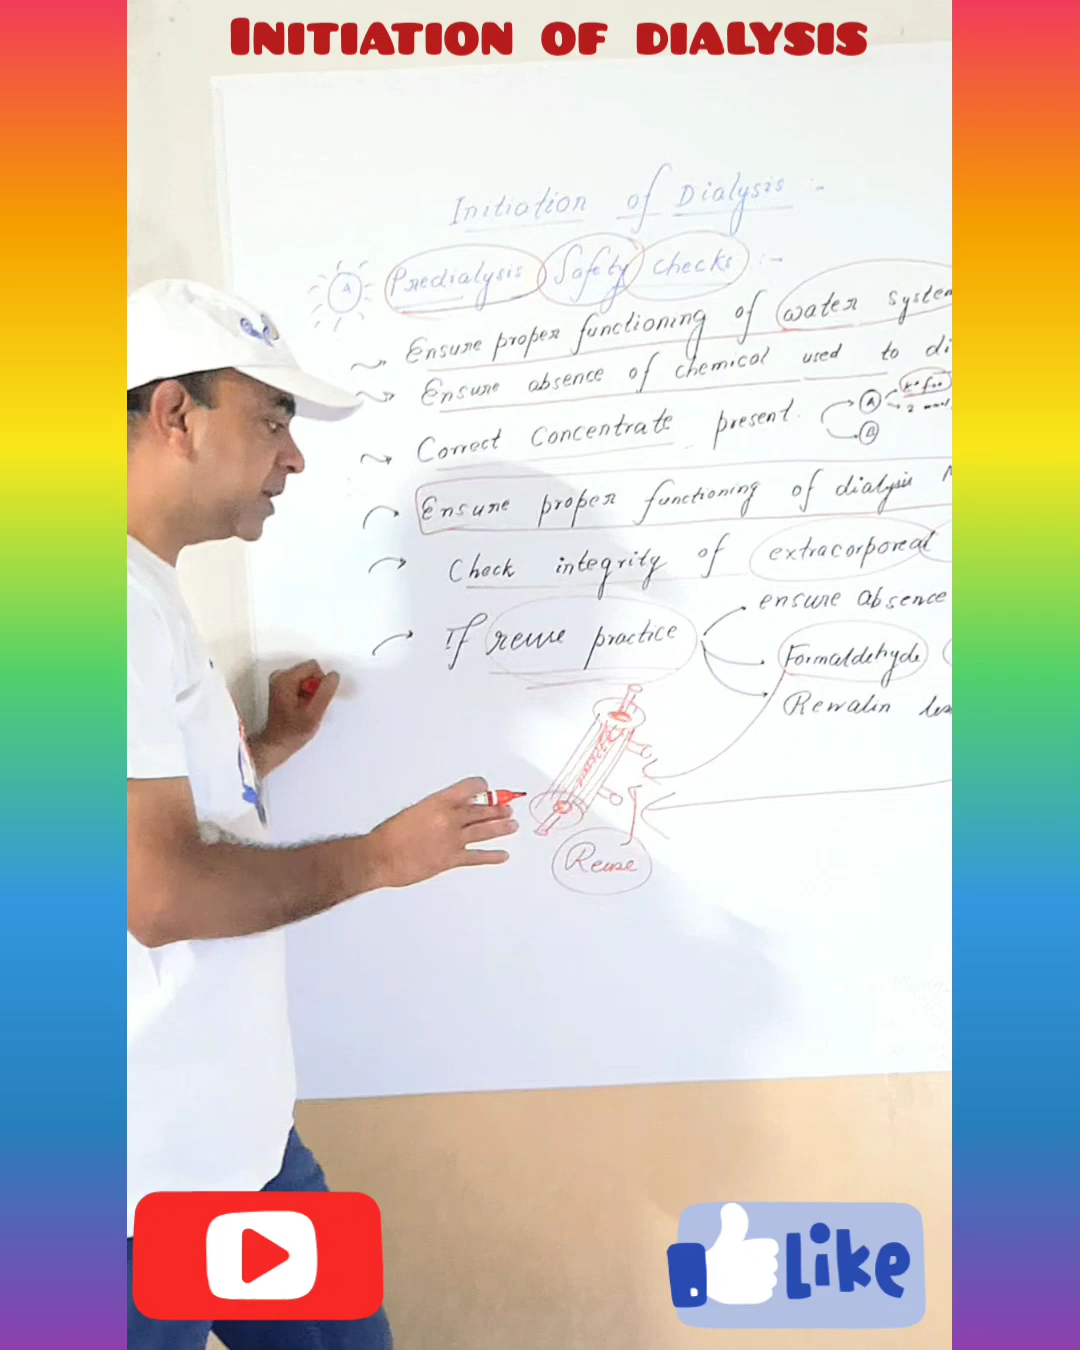 INITIATION OF DIALYSIS
Initiation of Dialysis :-
A Predialysis Safety Checks :-
Ensure proper functioning of water system
Ensure absence of chemical used to di
Correct Concentrate present. A
2
B
Ensure proper functioning of dialysis
Check integrity of extracorporeal
ensure absence
If reuse practice
Formaldehyde
Renalin
Reuse
Like